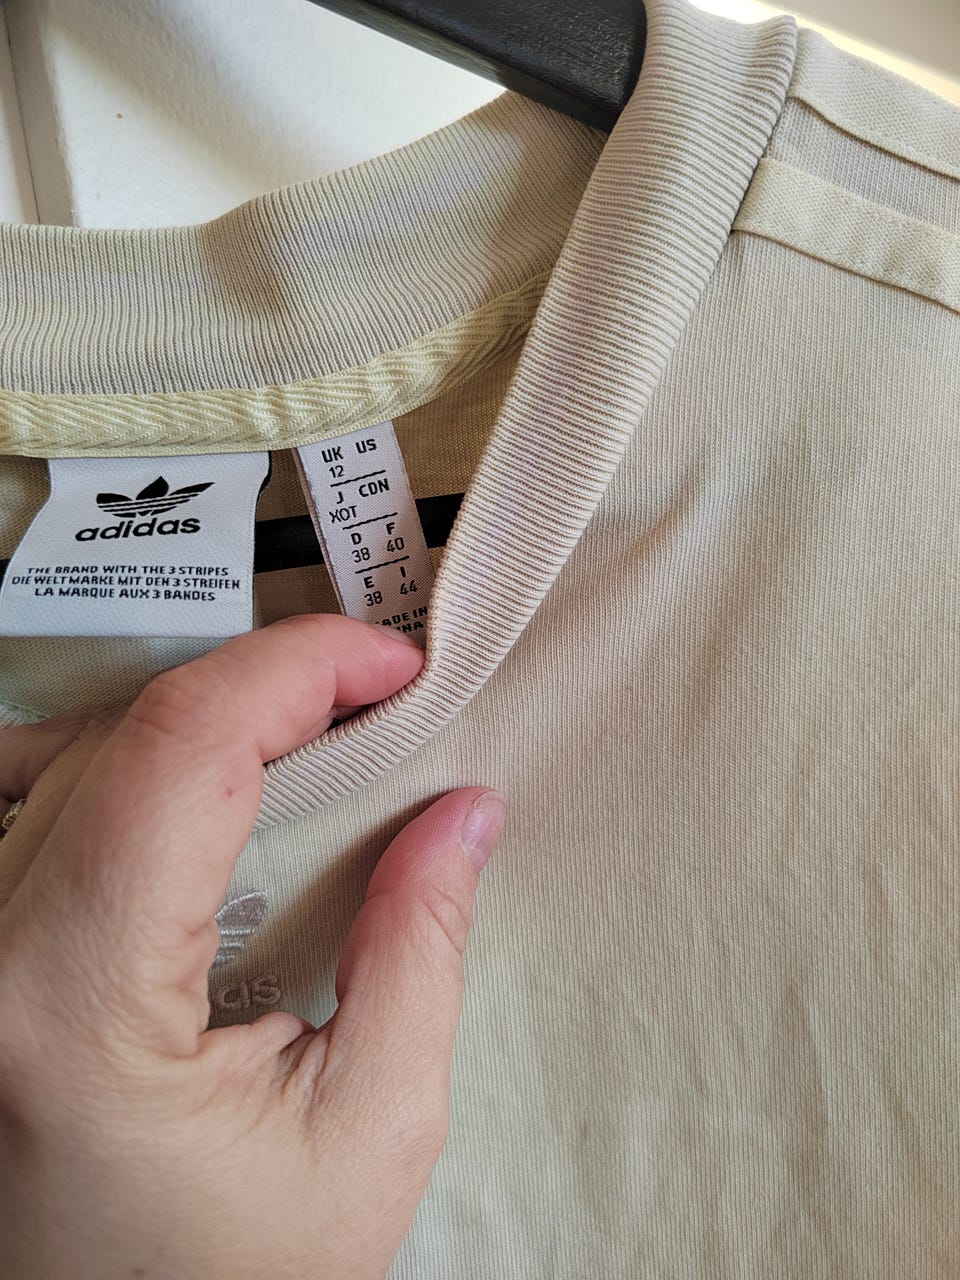 adidas
THE BRAND WITH THE 3 STRIPES
DIE WELTMARKE MIT DEN 3 STREIFEN
LA MARQUE AUX 3 BANDES
UK US
12
J CDN
XOT
D F
38 40
E I
38 44